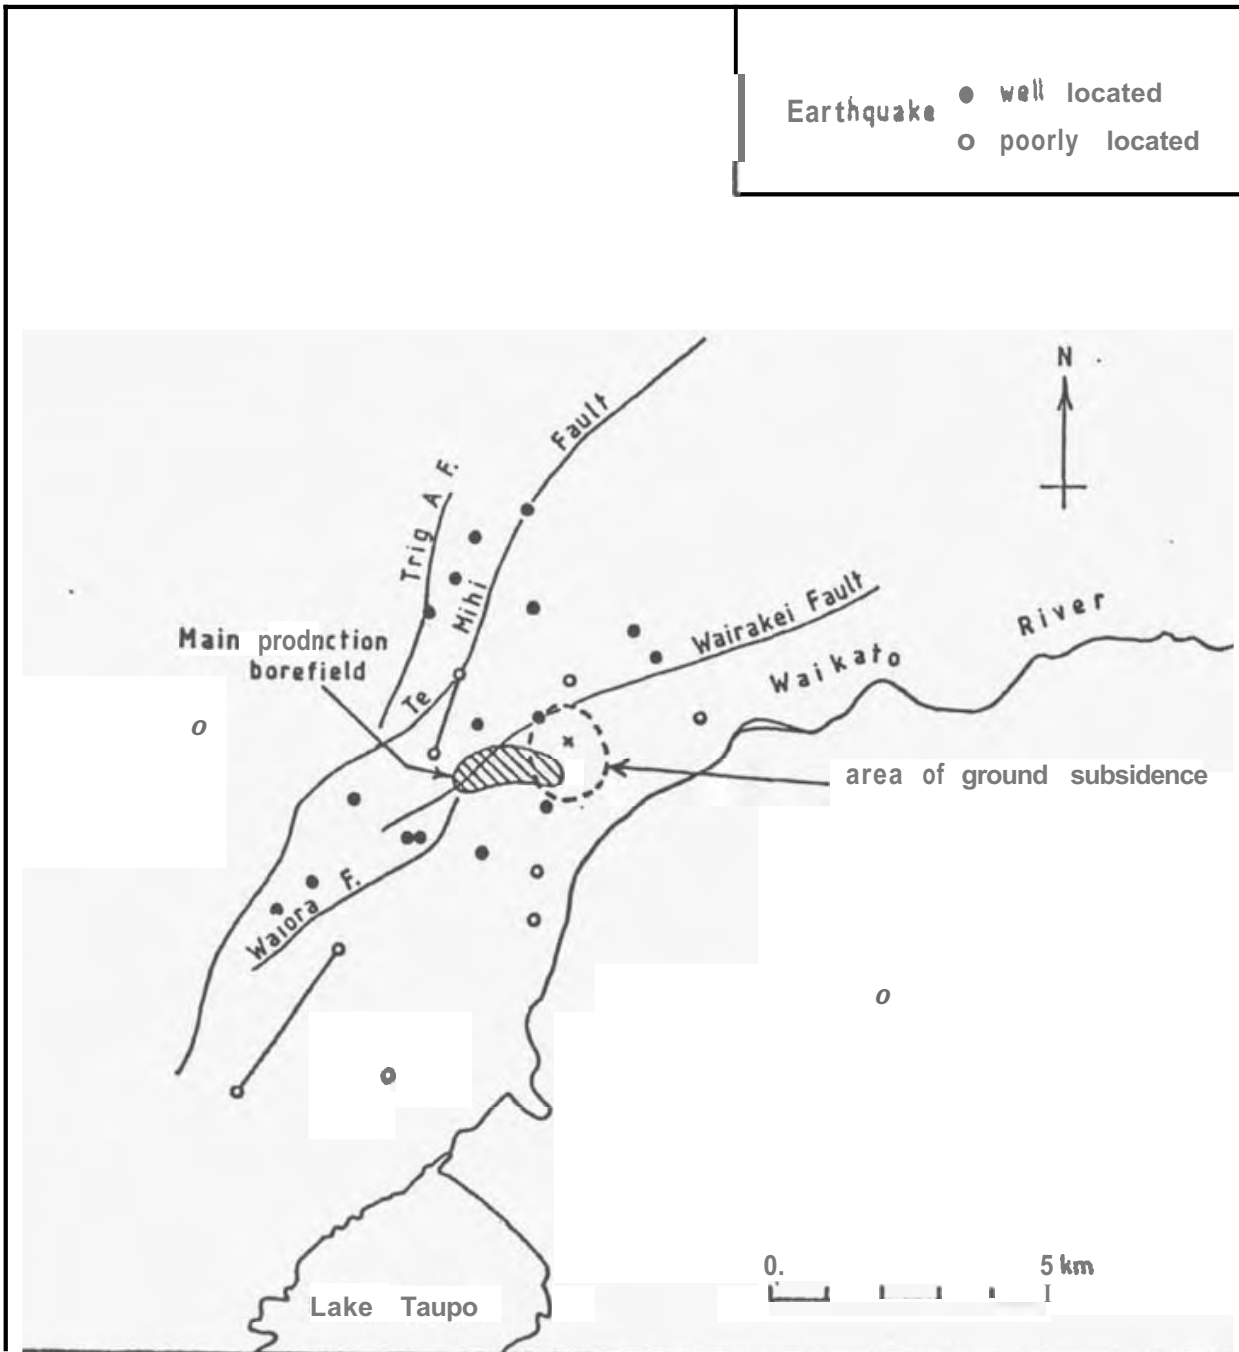 Earthquake
● well located
o poorly located
N
Trig A F.
Te Mihi Fault
Main prodnction
borefield
Wairakei Fault
Waikato River
area of ground subsidence
Waiora F.
0. 5 km
Lake Taupo